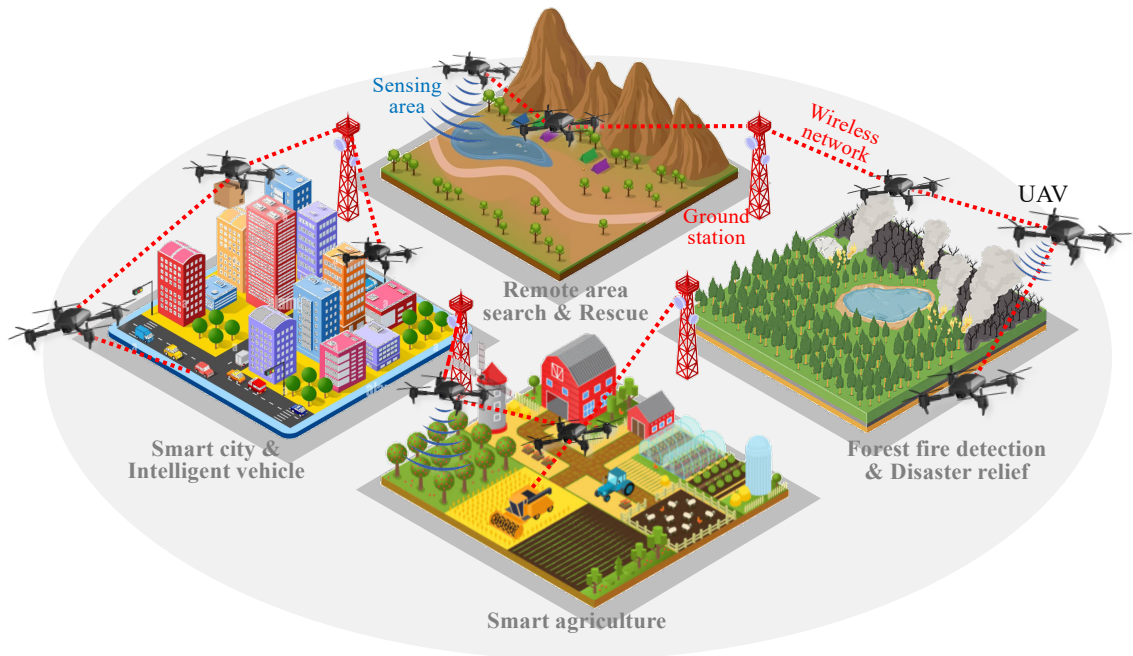 Sensing
area
Wireless
network
UAV
Ground
station
Remote area
search & Rescue
Smart city &
Intelligent vehicle
Forest fire detection
& Disaster relief
Smart agriculture